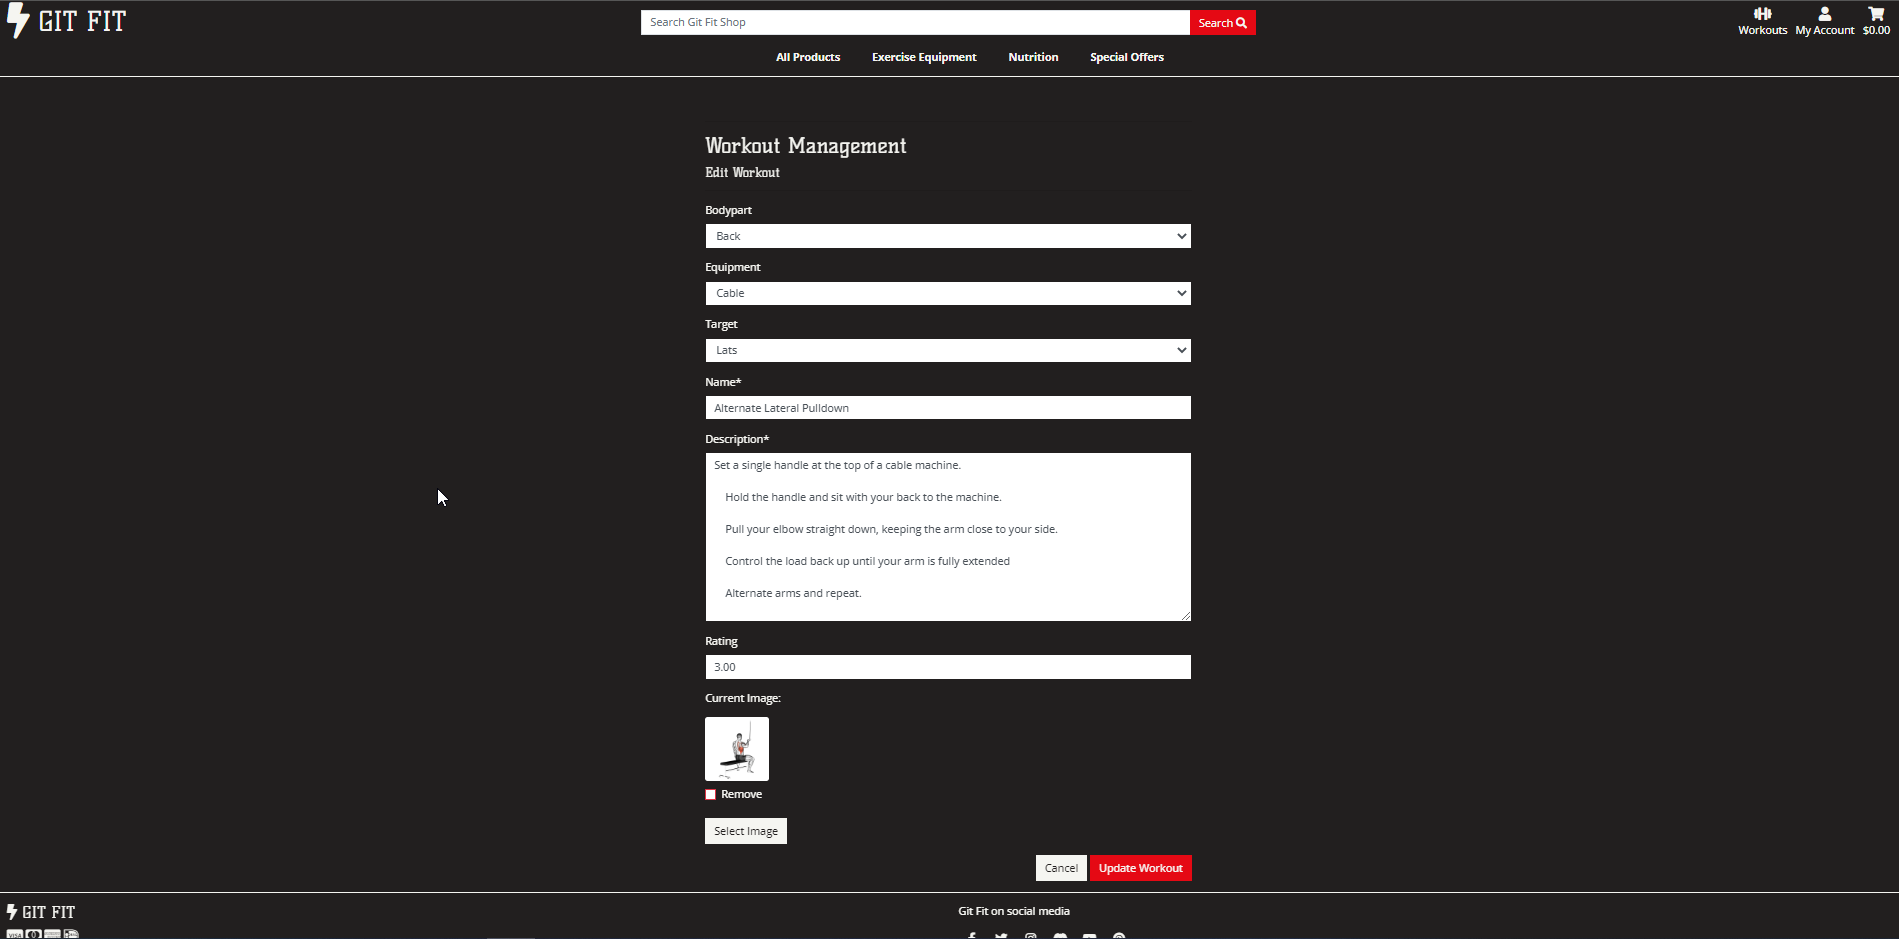 GIT FIT
Search Git Fit Shop
Search
Workouts
My Account
$0.00
All Products
Exercise Equipment
Nutrition
Special Offers
Workout Management
Edit Workout
Bodypart
Back
Equipment
Cable
Target
Lats
Name*
Alternate Lateral Pulldown
Description*
Set a single handle at the top of a cable machine.
Hold the handle and sit with your back to the machine.
Pull your elbow straight down, keeping the arm close to your side.
Control the load back up until your arm is fully extended
Alternate arms and repeat.
Rating
3.00
Current Image:
Remove
Select Image
Cancel
Update Workout
GIT FIT
Git Fit on social media
VISA